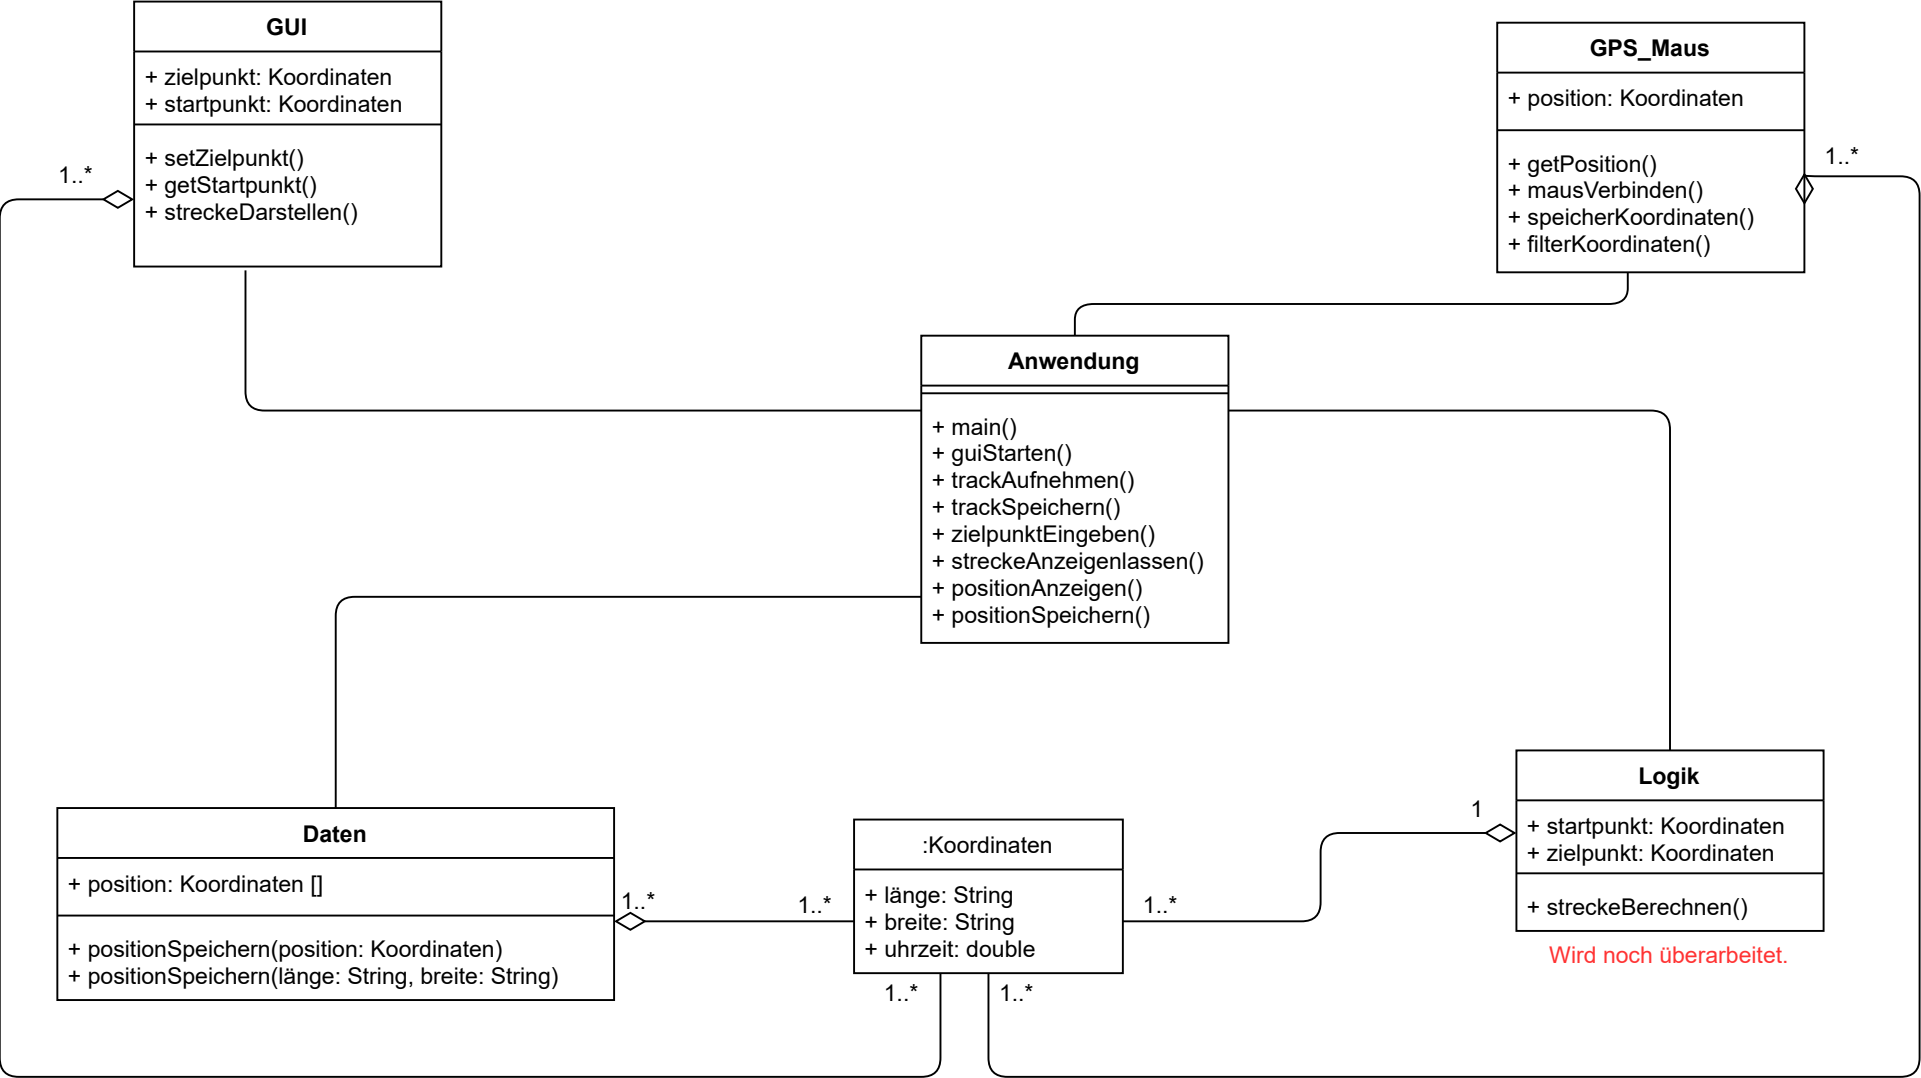 GUI
+ zielpunkt: Koordinaten
+ startpunkt: Koordinaten
+ setZielpunkt()
+ getStartpunkt()
+ streckeDarstellen()
1..*
GPS_Maus
+ position: Koordinaten
+ getPosition()
+ mausVerbinden()
+ speicherKoordinaten()
+ filterKoordinaten()
1..*
Anwendung
+ main()
+ guiStarten()
+ trackAufnehmen()
+ trackSpeichern()
+ zielpunktEingeben()
+ streckeAnzeigenlassen()
+ positionAnzeigen()
+ positionSpeichern()
Daten
+ position: Koordinaten []
+ positionSpeichern(position: Koordinaten)
+ positionSpeichern(länge: String, breite: String)
1..*
1..*
:Koordinaten
+ länge: String
+ breite: String
+ uhrzeit: double
1..*
1..*
1..*
1
Logik
+ startpunkt: Koordinaten
+ zielpunkt: Koordinaten
+ streckeBerechnen()
Wird noch überarbeitet.